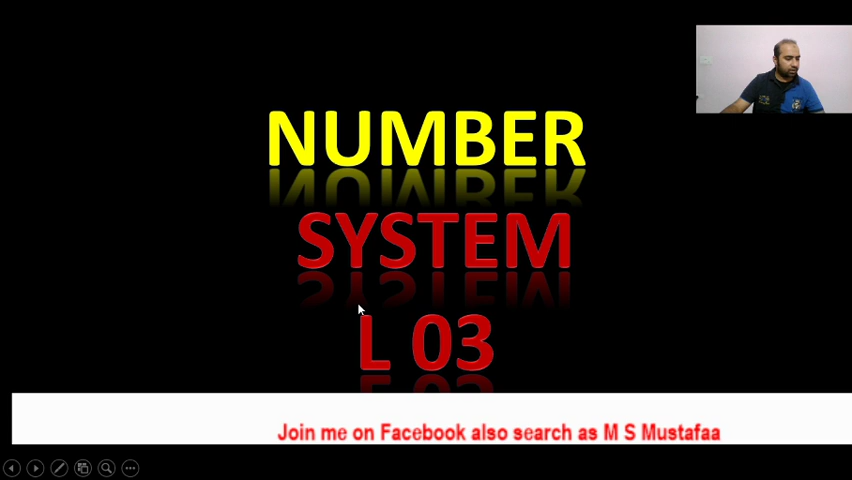 NUMBER
SYSTEM
L 03
Join me on Facebook also search as M S Mustafaa